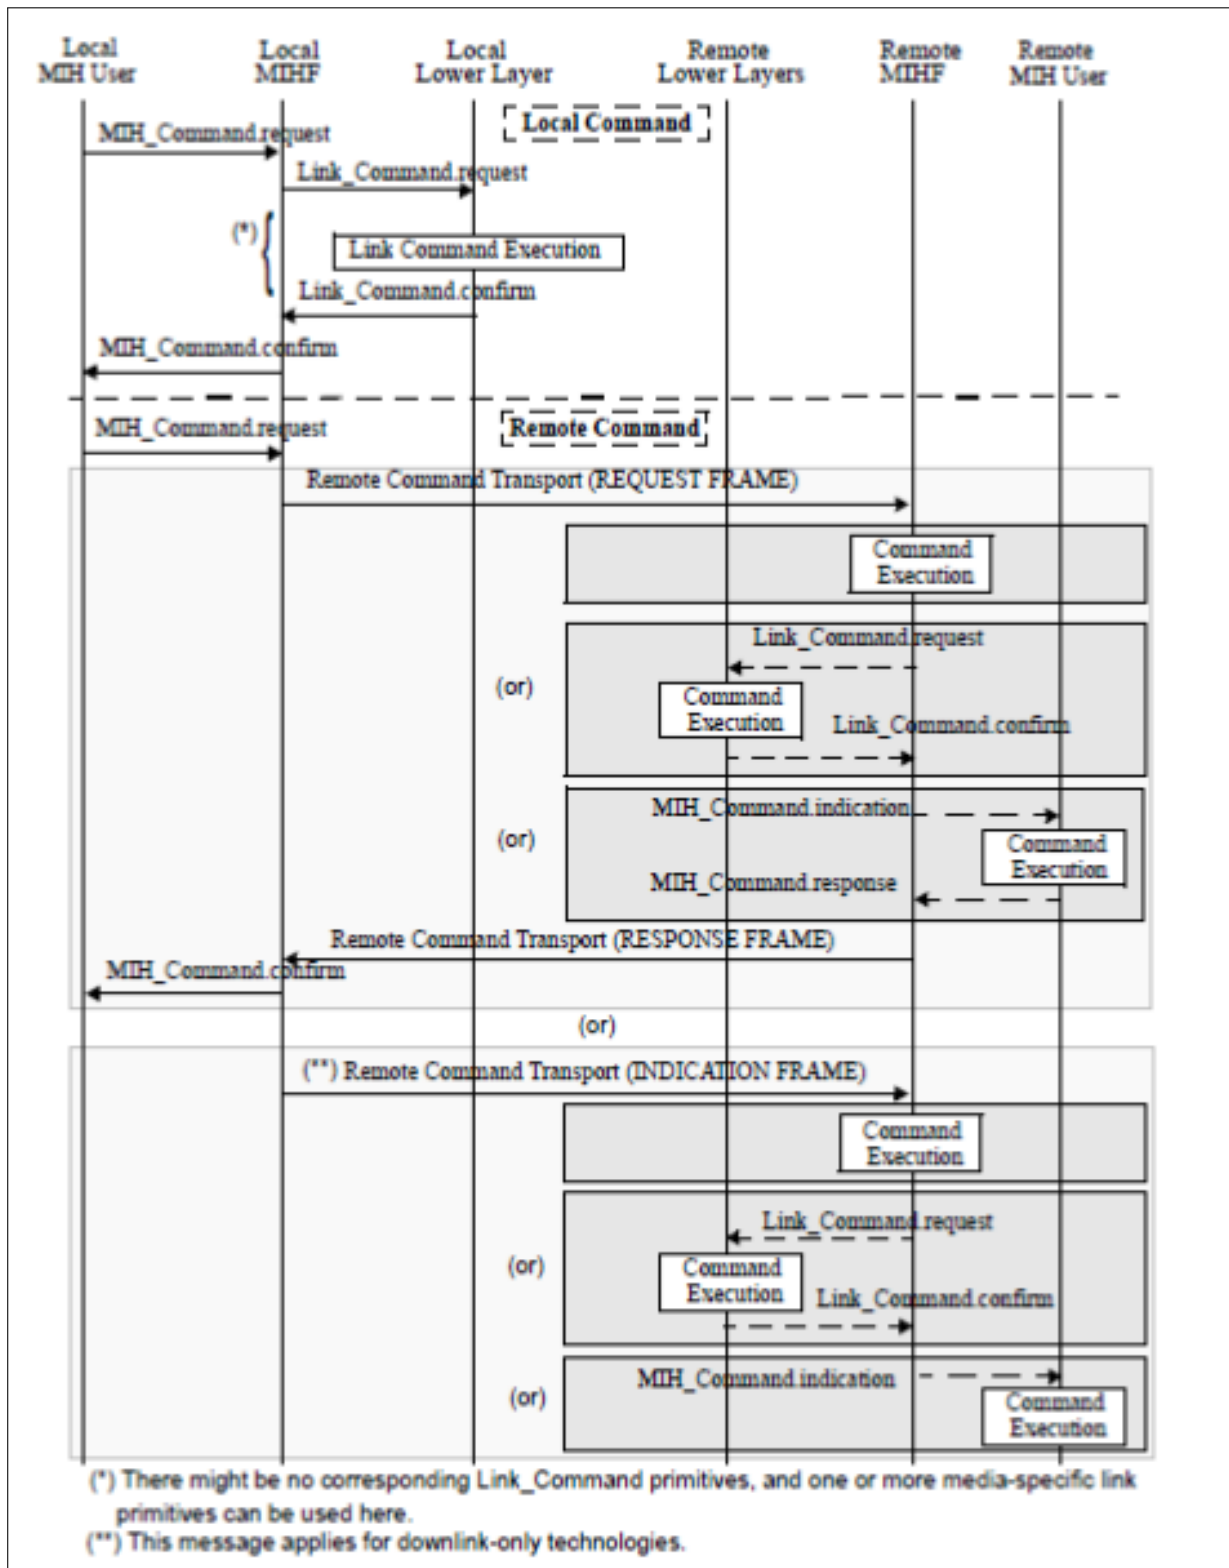 Local
MIH User
Local
MIHF
Local
Lower Layer
Remote
Lower Layers
Remote
MIHF
Remote
MIH User
Local Command
MIH_Command.request
Link_Command.request
(*)
Link Command Execution
Link_Command.confirm
MIH_Command.confirm
MIH_Command.request
Remote Command
Remote Command Transport (REQUEST FRAME)
Command
Execution
Link_Command.request
(or)
Command
Execution
Link_Command.confirm
MIH_Command.indication
(or)
Command
Execution
MIH_Command.response
Remote Command Transport (RESPONSE FRAME)
MIH_Command.confirm
(or)
(**) Remote Command Transport (INDICATION FRAME)
Command
Execution
Link_Command.request
(or)
Command
Execution
Link_Command.confirm
MIH_Command.indication
(or)
Command
Execution
(*) There might be no corresponding Link_Command primitives, and one or more media-specific link
primitives can be used here.
(**) This message applies for downlink-only technologies.